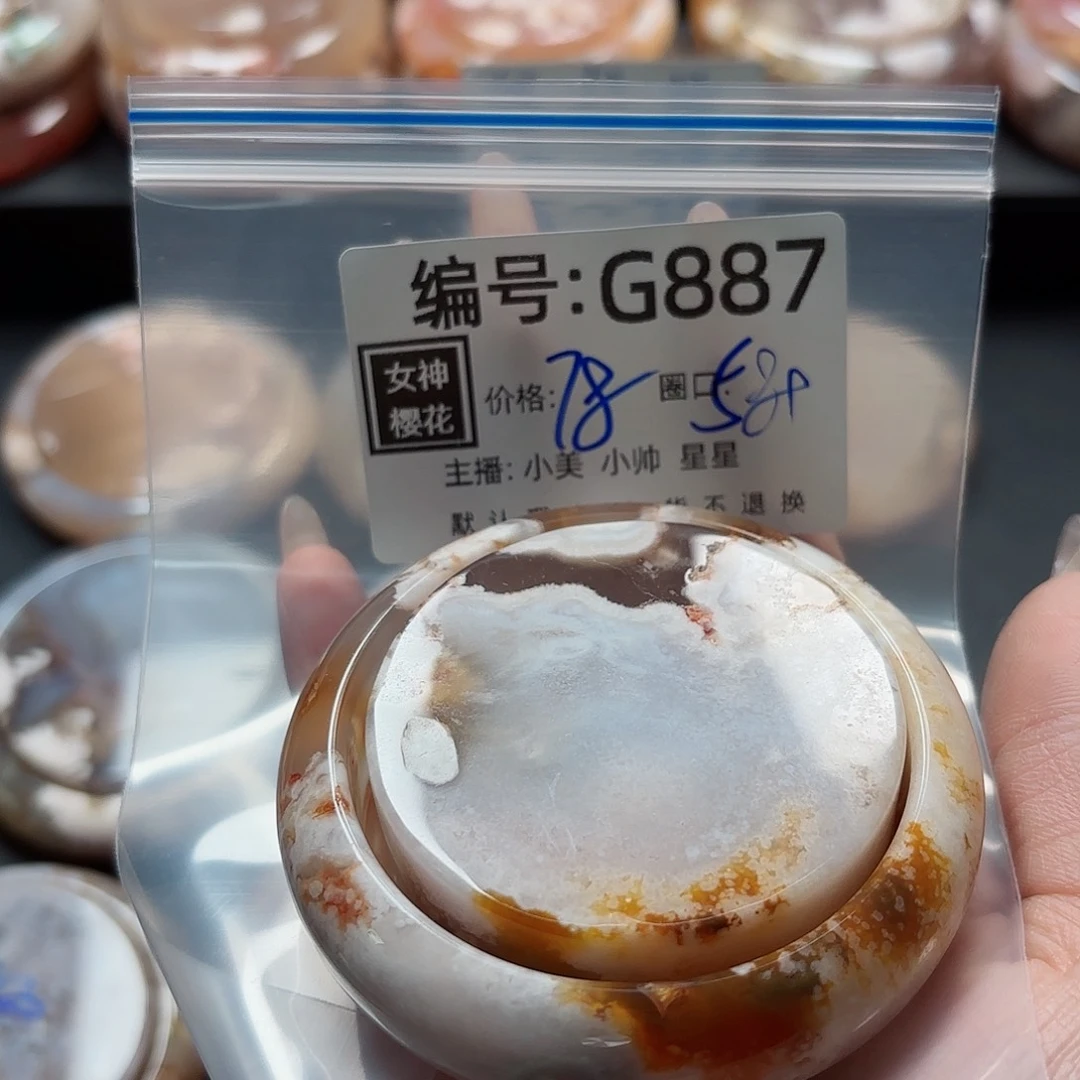 编号:G887
女神
樱花
价格:78 圈口:58+
主播:小美 小帅 星星
默认 不退换